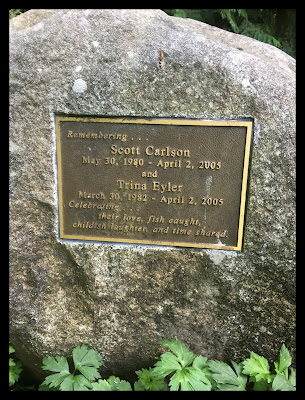 Remembering . . .
Scott Carlson
May 30, 1980 - April 2, 2005
and
Trina Eyler
March 30, 1982 - April 2, 2005
Celebrating
their love, fish caught,
childish laughter, and time shared.